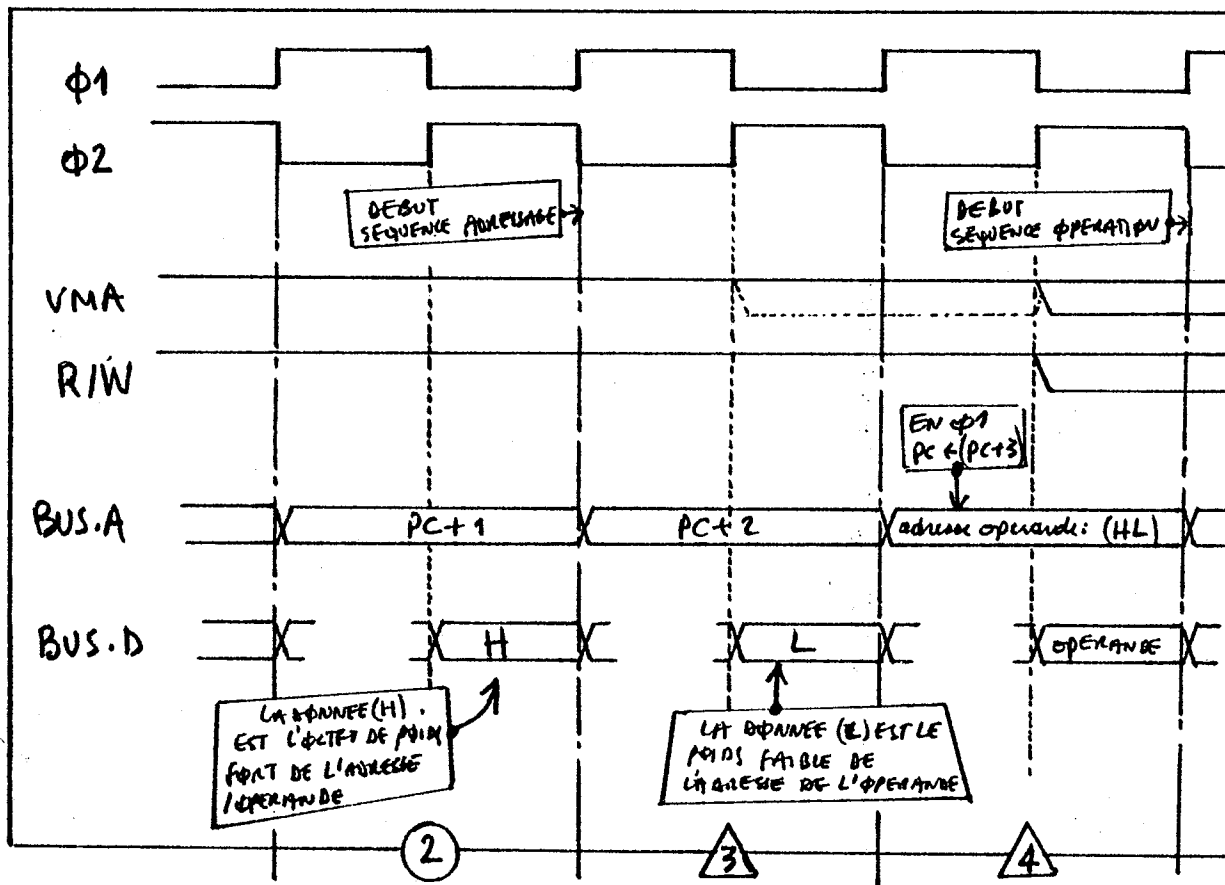 ϕ1
ϕ2
DEBUT
SEQUENCE ADRESSAGE
DEBUT
SEQUENCE OPERATION
VMA
R/W
EN ϕ1
PC ← (PC+3)
BUS.A
PC+1
PC+2
adresse operande: (HL)
BUS.D
H
L
OPERANDE
LA DONNEE (H).
EST L'OCTET DE POIDS
FORT DE L'ADRESSE
/OPERANDE
LA DONNEE (L) EST LE
POIDS FAIBLE DE
L'ADRESSE DE L'OPERANDE
2
3
4